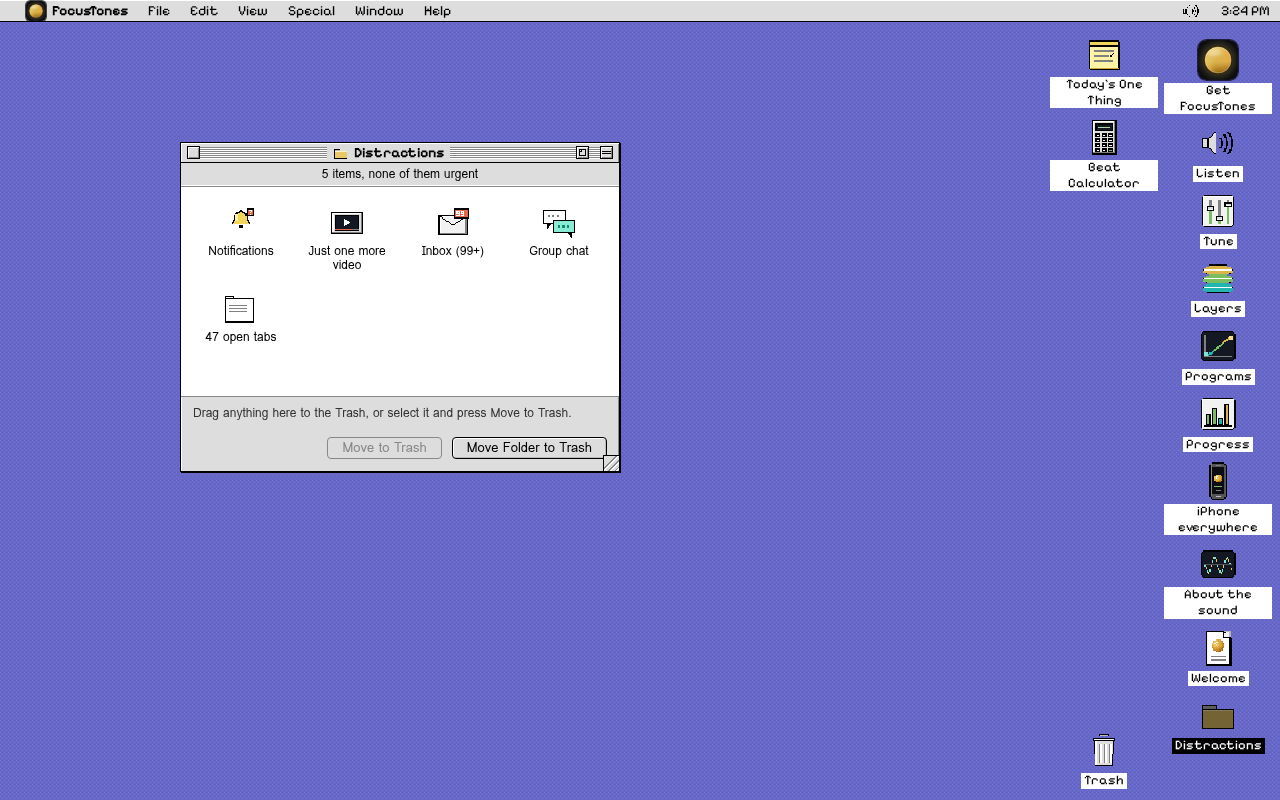 FocusTones File Edit View Special Window Help 3:24 PM
Distractions
5 items, none of them urgent
Notifications
Just one more
video
Inbox (99+)
Group chat
47 open tabs
Drag anything here to the Trash, or select it and press Move to Trash.
Move to Trash
Move Folder to Trash
Today's One
Thing
Beat
Calculator
Get
FocusTones
Listen
Tune
Layers
Programs
Progress
iPhone
everywhere
About the
sound
Welcome
Distractions
Trash